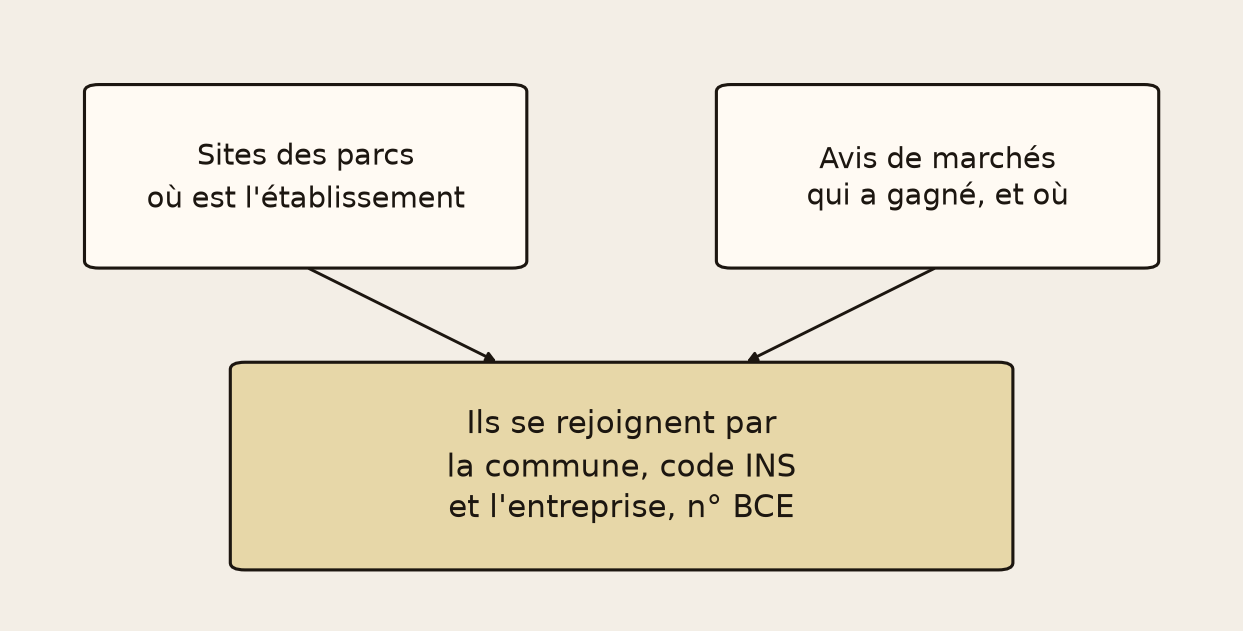 Sites des parcs
où est l'établissement
Avis de marchés
qui a gagné, et où
Ils se rejoignent par
la commune, code INS
et l'entreprise, n° BCE